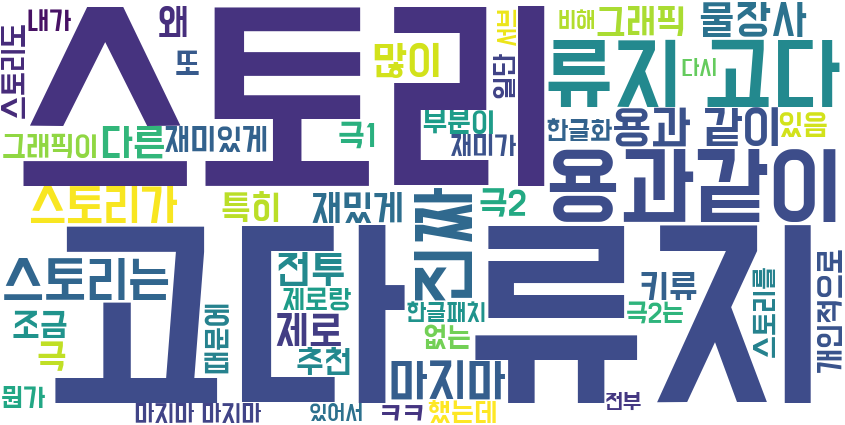 내가
왜
비해
그래픽
물장사
스토리도
스토리
또
많이
서브
일단
류지 고다
다시
그래픽이
다른
재미있게
극1
부분이
재미가
한글화
용과 같이
있음
용과같이
스토리가
특히
재밌게
진짜
극2
고다류지
스토리는
전투
제로랑
한글패치
키류
극2는
스토리를
개인적으로
조금
때문에
제로
추천
없는
극
마지마
뭔가
마지마 마지마
있어서
ㅋㅋ
했는데
전부